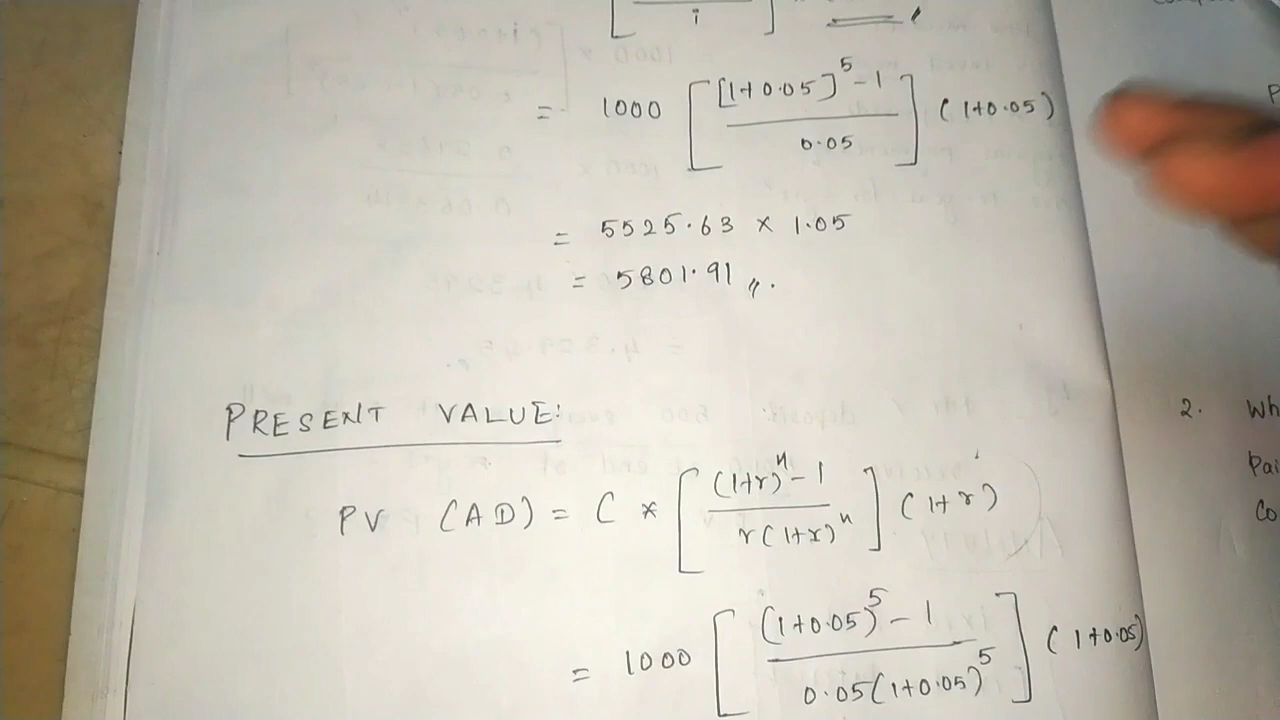 i
= 1000 [ [1+0.05]^5 - 1 / 0.05 ] (1+0.05)
= 5525.63 × 1.05
= 5801.91 ,,.
PRESENT VALUE:
PV (AD) = C * [ (1+r)^n - 1 / r(1+r)^n ] (1+r)
= 1000 [ (1+0.05)^5 - 1 / 0.05(1+0.05)^5 ] (1+0.05)
2.